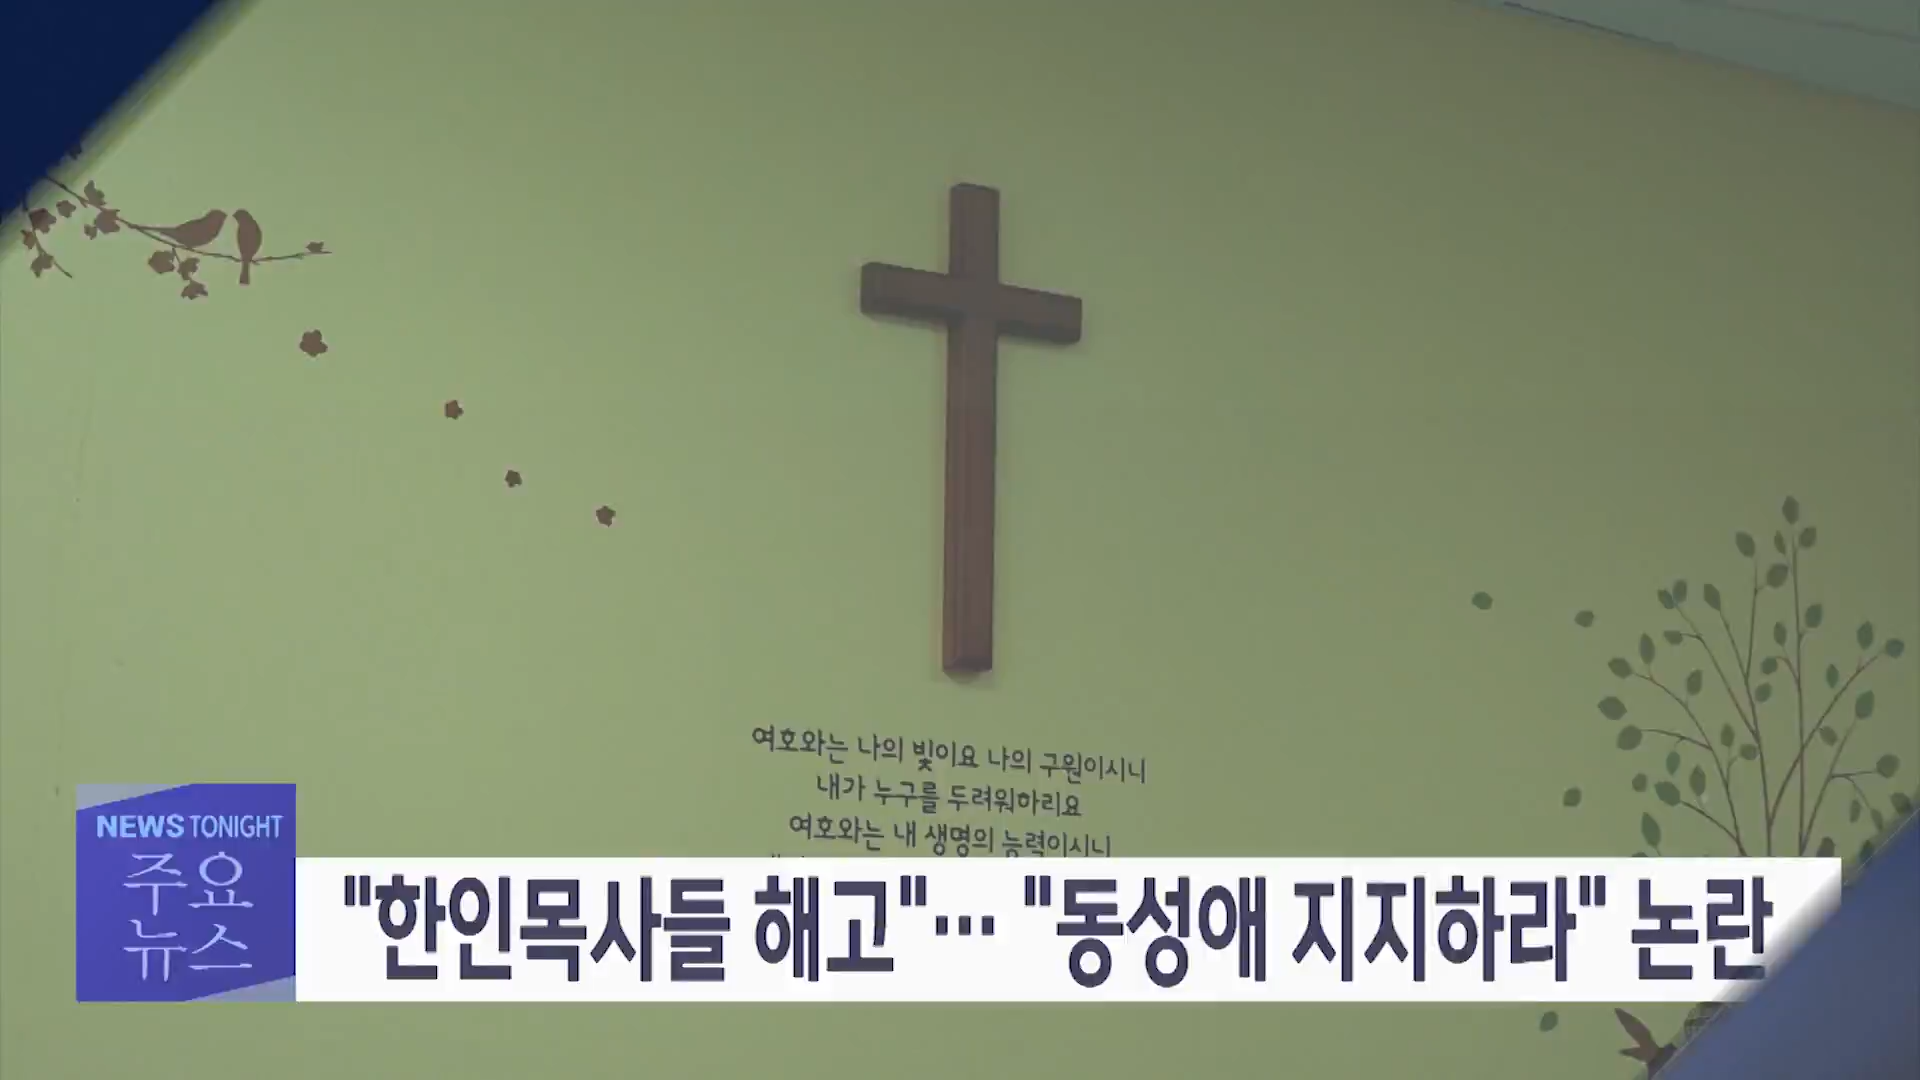 여호와는 나의 빛이요 나의 구원이시니
내가 누구를 두려워하리요
여호와는 내 생명의 능력이시니
NEWS TONIGHT
주요
뉴스
"한인목사들 해고"… "동성애 지지하라" 논란